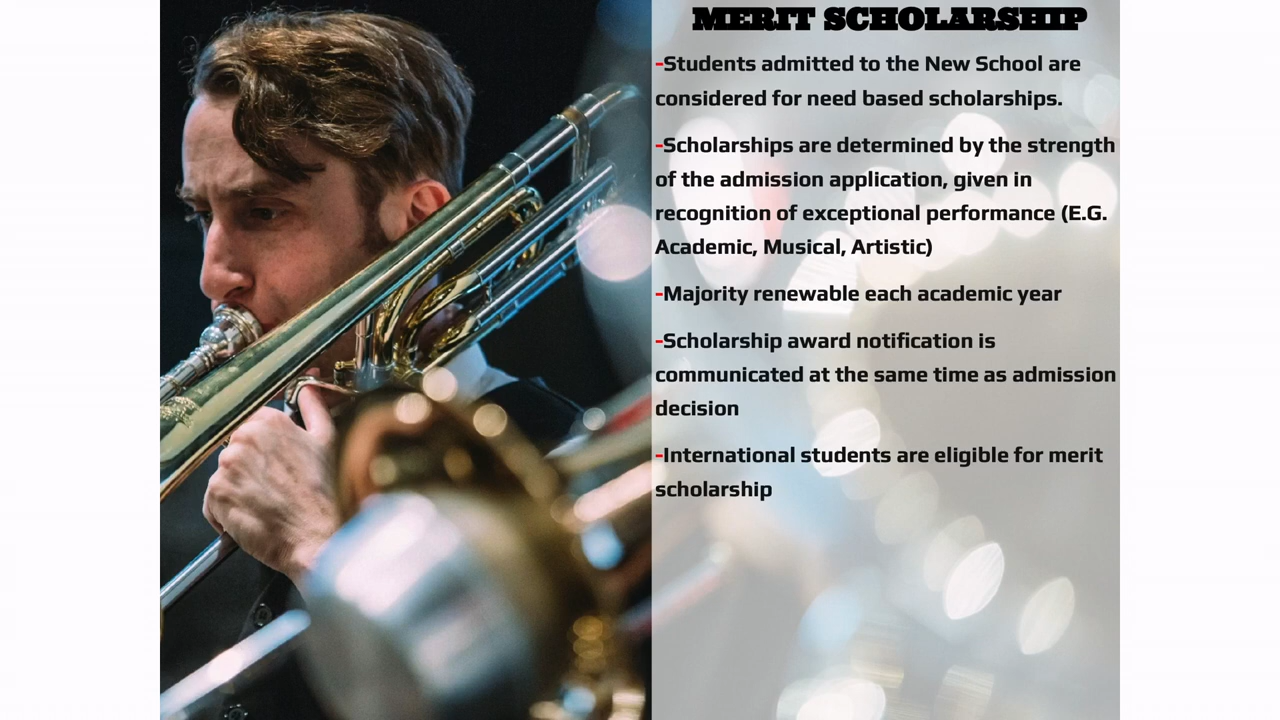 MERIT SCHOLARSHIP
-Students admitted to the New School are
considered for need based scholarships.
-Scholarships are determined by the strength
of the admission application, given in
recognition of exceptional performance (E.G.
Academic, Musical, Artistic)
-Majority renewable each academic year
-Scholarship award notification is
communicated at the same time as admission
decision
-International students are eligible for merit
scholarship